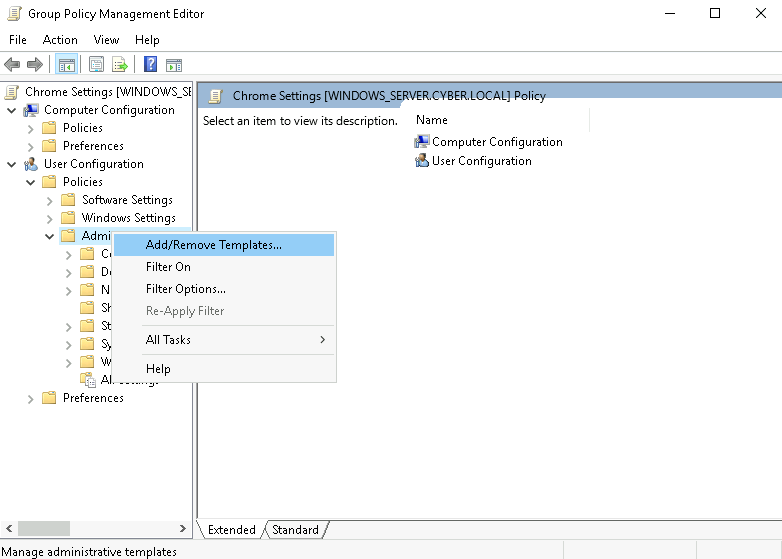 Group Policy Management Editor
File Action View Help
Chrome Settings [WINDOWS_SE
Computer Configuration
Policies
Preferences
User Configuration
Policies
Software Settings
Windows Settings
Admi
Add/Remove Templates...
Filter On
Filter Options...
Re-Apply Filter
All Tasks
Help
Preferences
Chrome Settings [WINDOWS_SERVER.CYBER.LOCAL] Policy
Select an item to view its description.
Name
Computer Configuration
User Configuration
Extended Standard
Manage administrative templates